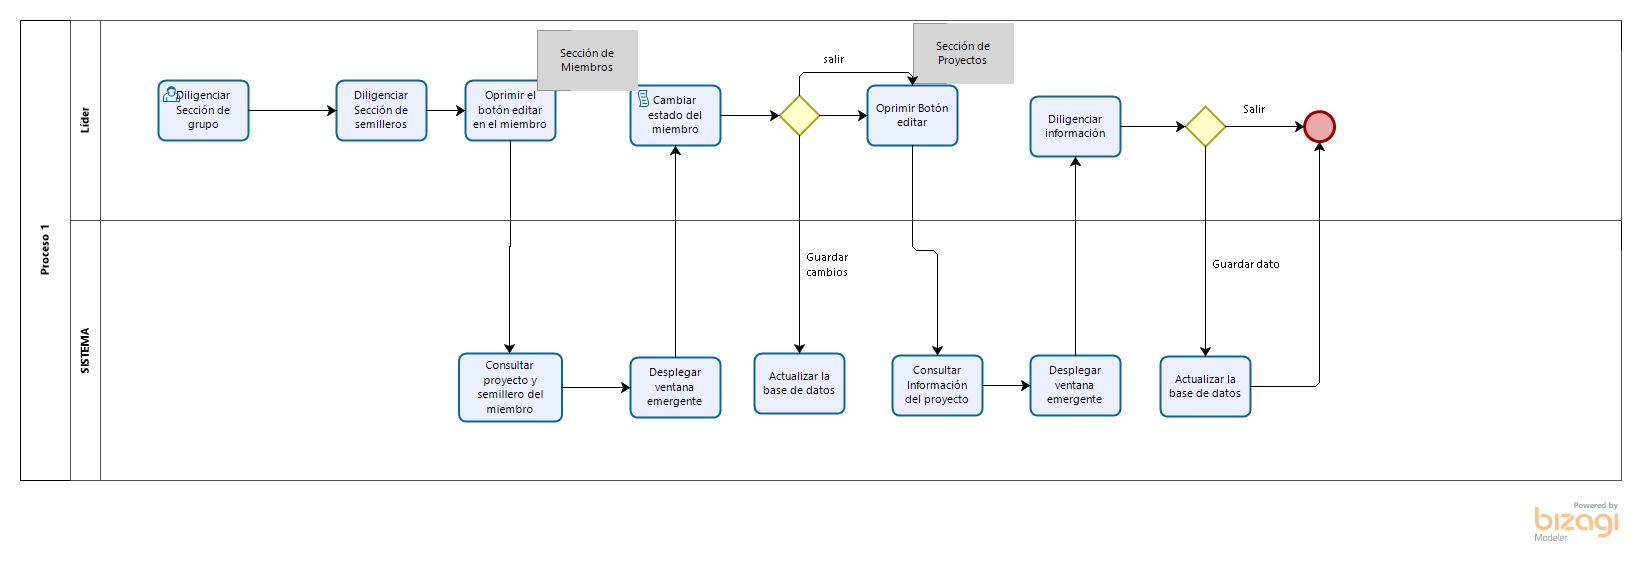 Proceso 1
Líder
SISTEMA
Diligenciar
Sección de
grupo
Diligenciar
Sección de
semilleros
Oprimir el
botón editar
en el miembro
Sección de
Miembros
Cambiar
estado del
miembro
salir
Sección de
Proyectos
Oprimir Botón
editar
Diligenciar
información
Salir
Guardar
cambios
Guardar dato
Consultar
proyecto y
semillero del
miembro
Desplegar
ventana
emergente
Actualizar la
base de datos
Consultar
Información
del proyecto
Desplegar
ventana
emergente
Actualizar la
base de datos
Powered by
bizagi
Modeler